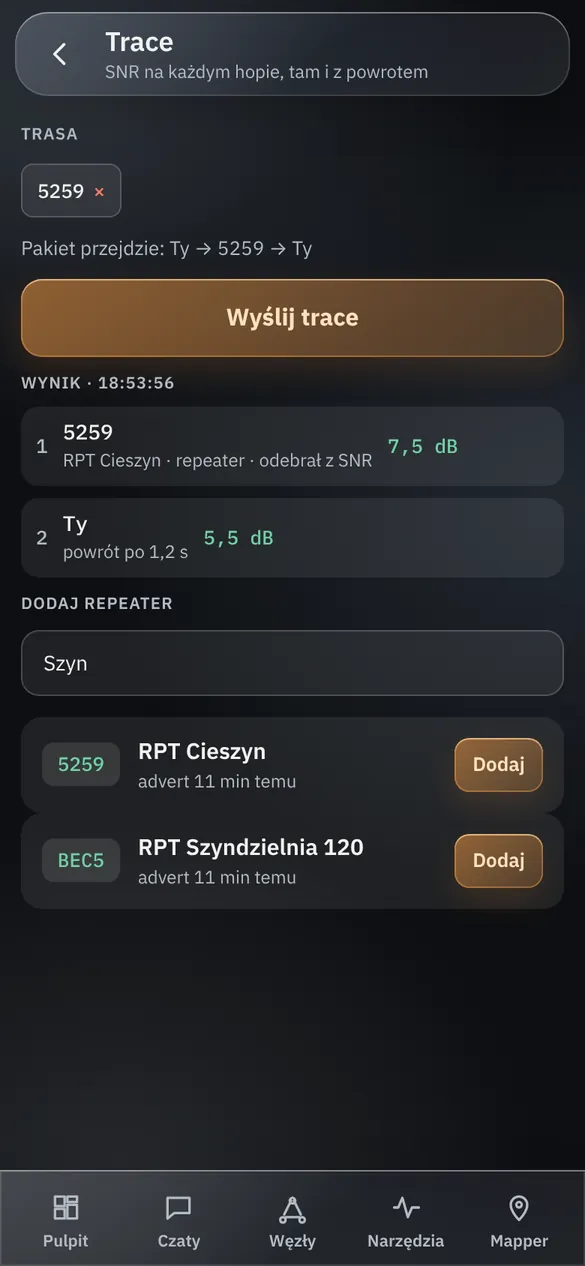 Trace
SNR na każdym hopie, tam i z powrotem
TRASA
5259 ×
Pakiet przejdzie: Ty → 5259 → Ty
Wyślij trace
WYNIK · 18:53:56
1
5259
RPT Cieszyn · repeater · odebrał z SNR
7,5 dB
2
Ty
powrót po 1,2 s
5,5 dB
DODAJ REPEATER
Szyn
5259
RPT Cieszyn
advert 11 min temu
Dodaj
BEC5
RPT Szyndzielnia 120
advert 11 min temu
Dodaj
Pulpit
Czaty
Węzły
Narzędzia
Mapper